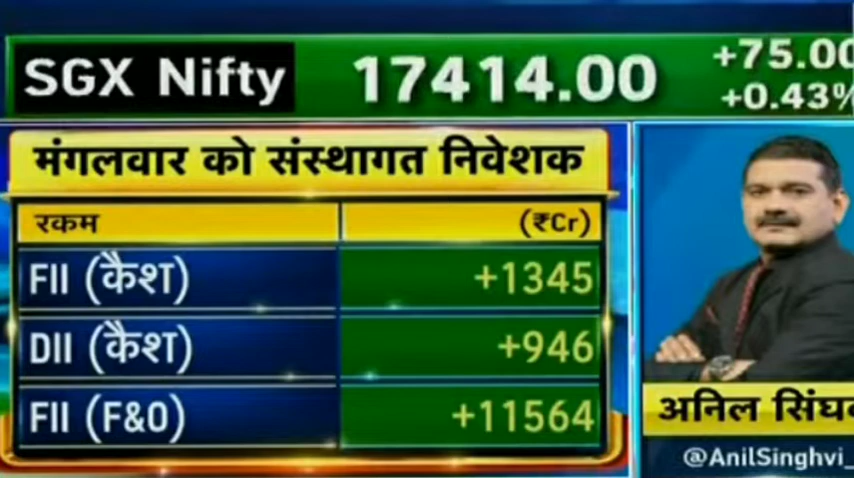 SGX Nifty 17414.00 +75.00
+0.43%
मंगलवार को संस्थागत निवेशक
रकम (₹Cr)
FII (कैश) +1345
DII (कैश) +946
FII (F&O) +11564
अनिल
@AnilSinghvi_